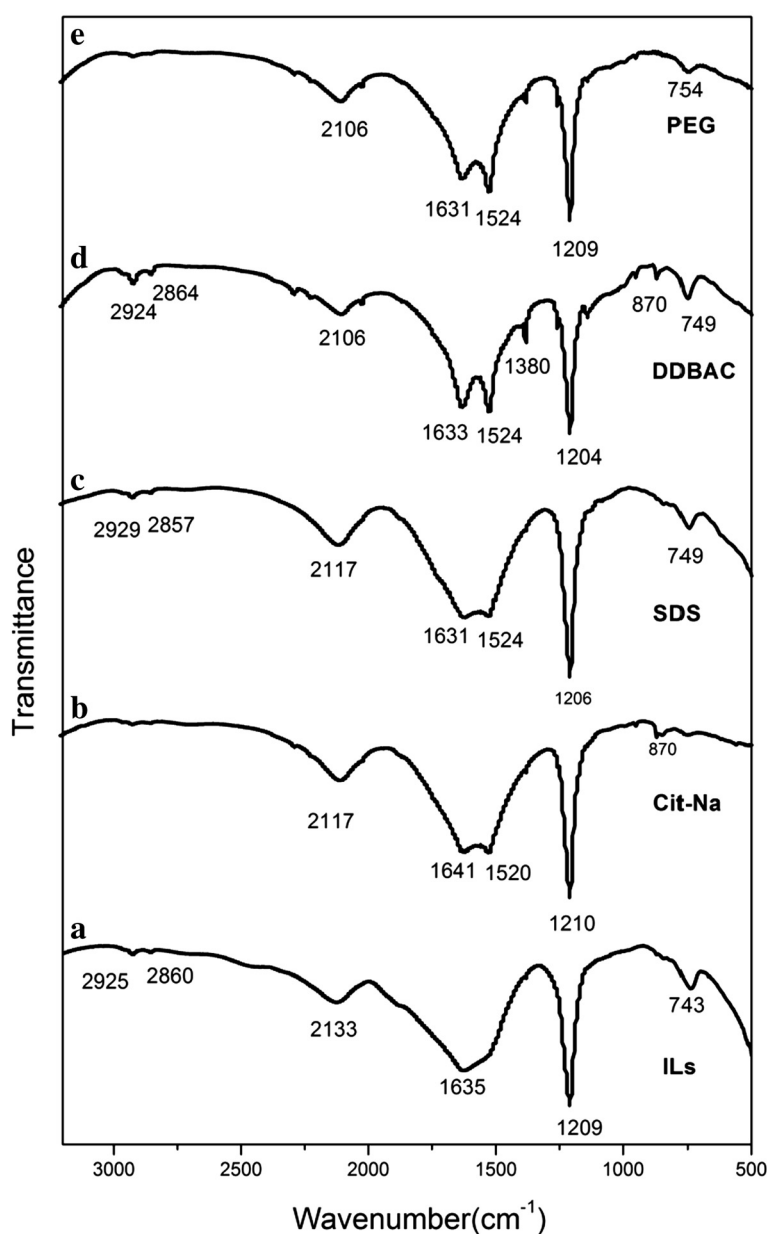 e
754
2106
PEG
1631 1524
1209
d
2924 2864
2106
870
749
1380
DDBAC
1633 1524
1204
c
2929 2857
2117
749
1631 1524
SDS
1206
b
870
2117
Cit-Na
1641 1520
1210
a
2925 2860
2133
743
1635
ILs
1209
Transmittance
3000 2500 2000 1500 1000 500
Wavenumber(cm⁻¹)